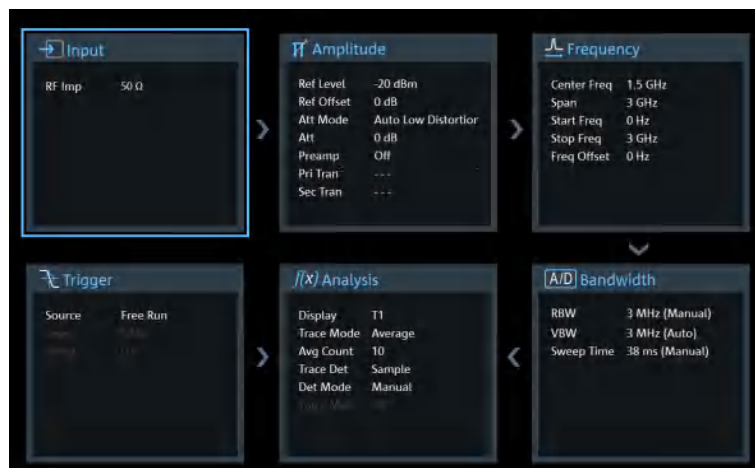 Input
RF Imp 50 Ω
Amplitude
Ref Level -20 dBm
Ref Offset 0 dB
Att Mode Auto Low Distortior
Att 0 dB
Preamp Off
Pri Tran ---
Sec Tran ---
Frequency
Center Freq 1.5 GHz
Span 3 GHz
Start Freq 0 Hz
Stop Freq 3 GHz
Freq Offset 0 Hz
Trigger
Source Free Run
f(x) Analysis
Display T1
Trace Mode Average
Avg Count 10
Trace Det Sample
Det Mode Manual
A/D Bandwidth
RBW 3 MHz (Manual)
VBW 3 MHz (Auto)
Sweep Time 38 ms (Manual)